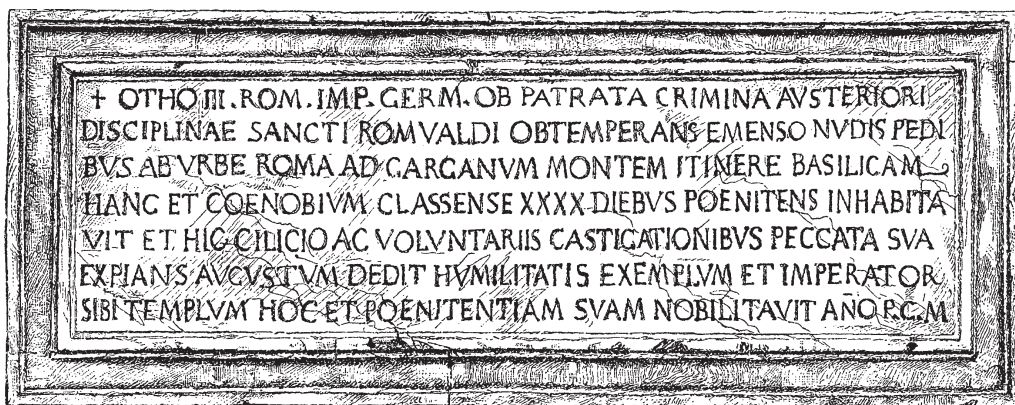 + OTHO III . ROM . IMP . GERM . OB PATRATA CRIMINA AVSTERIORI
DISCIPLINAE SANCTI ROMVALDI OBTEMPERANS EMENSO NVDIS PEDI
BVS AB VRBE ROMA AD GARGANVM MONTEM ITINERE BASILICAM
HANC ET COENOBIVM CLASSENSE XXXX DIEBVS POENITENS INHABITA
VIT ET HIC CILICIO AC VOLVNTARIIS CASTIGATIONIBVS PECCATA SVA
EXPIANS AVGVSTVM DEDIT HVMILITATIS EXEMPLVM ET IMPERATOR
SIBI TEMPLVM HOC ET POENITENTIAM SVAM NOBILITAVIT AÑO P.C.M